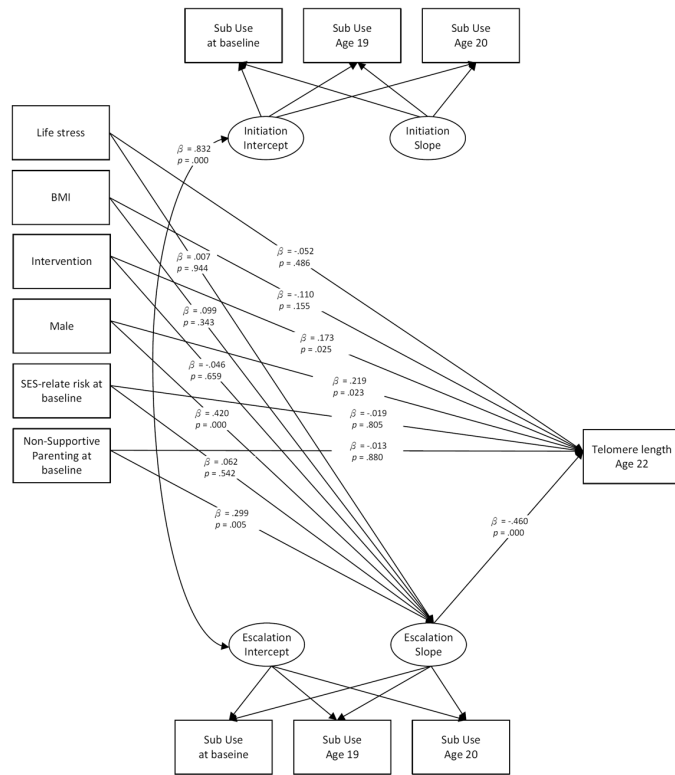 Sub Use
at baseline
Sub Use
Age 19
Sub Use
Age 20
Life stress
Initiation
Intercept
Initiation
Slope
β = .832
p = .000
BMI
Intervention
β = .007
p = .944
β = -.052
p = .486
β = -.110
p = .155
Male
β = .099
p = .343
β = .173
p = .025
β = -.046
p = .659
SES-relate risk at
baseline
β = .219
p = .023
β = .420
p = .000
β = -.019
p = .805
Non-Supportive
Parenting at
baseline
β = -.013
p = .880
Telomere length
Age 22
β = .062
p = .542
β = .299
p = .005
β = -.460
p = .000
Escalation
Intercept
Escalation
Slope
Sub Use
at baseine
Sub Use
Age 19
Sub Use
Age 20